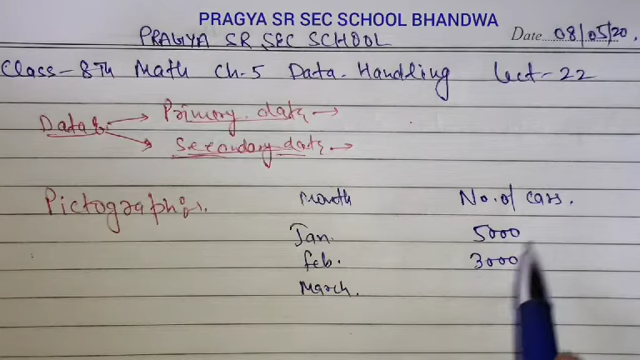 PRAGYA SR SEC SCHOOL BHANDWA
PRAGYA SR SEC SCHOOL Date 08/05/20.
Class-8Th Math Ch-5 Data Handling Lect-22
Data: → Primary data →
→ Secondary data →
Pictograph:- Month No. of cars.
Jan. 5000
feb. 3000
March.